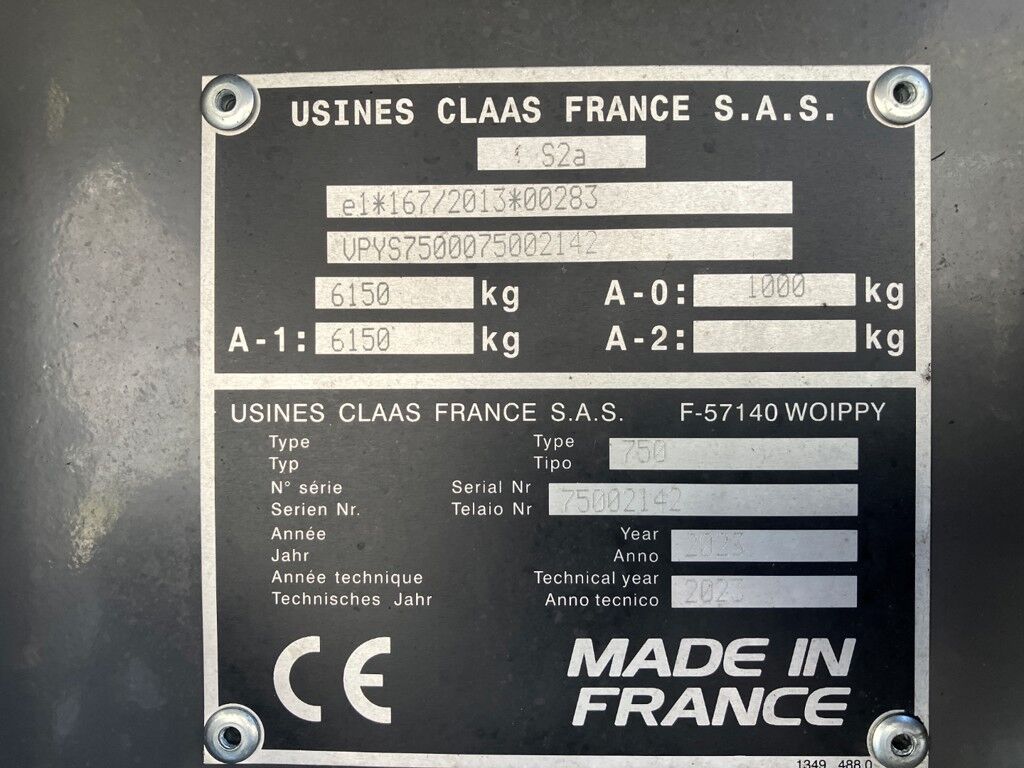 USINES CLAAS FRANCE S.A.S.
S2a
e1*167/2013*00283
VPYS7500075002142
6150 kg A-0: 1000 kg
A-1: 6150 kg A-2: kg
USINES CLAAS FRANCE S.A.S. F-57140 WOIPPY
Type Type 750
Typ Tipo
N° série Serial Nr 75002142
Serien Nr. Telaio Nr
Année Year 2023
Jahr Anno
Année technique Technical year 2023
Technisches Jahr Anno tecnico
CE MADE IN
FRANCE
1349 488.0